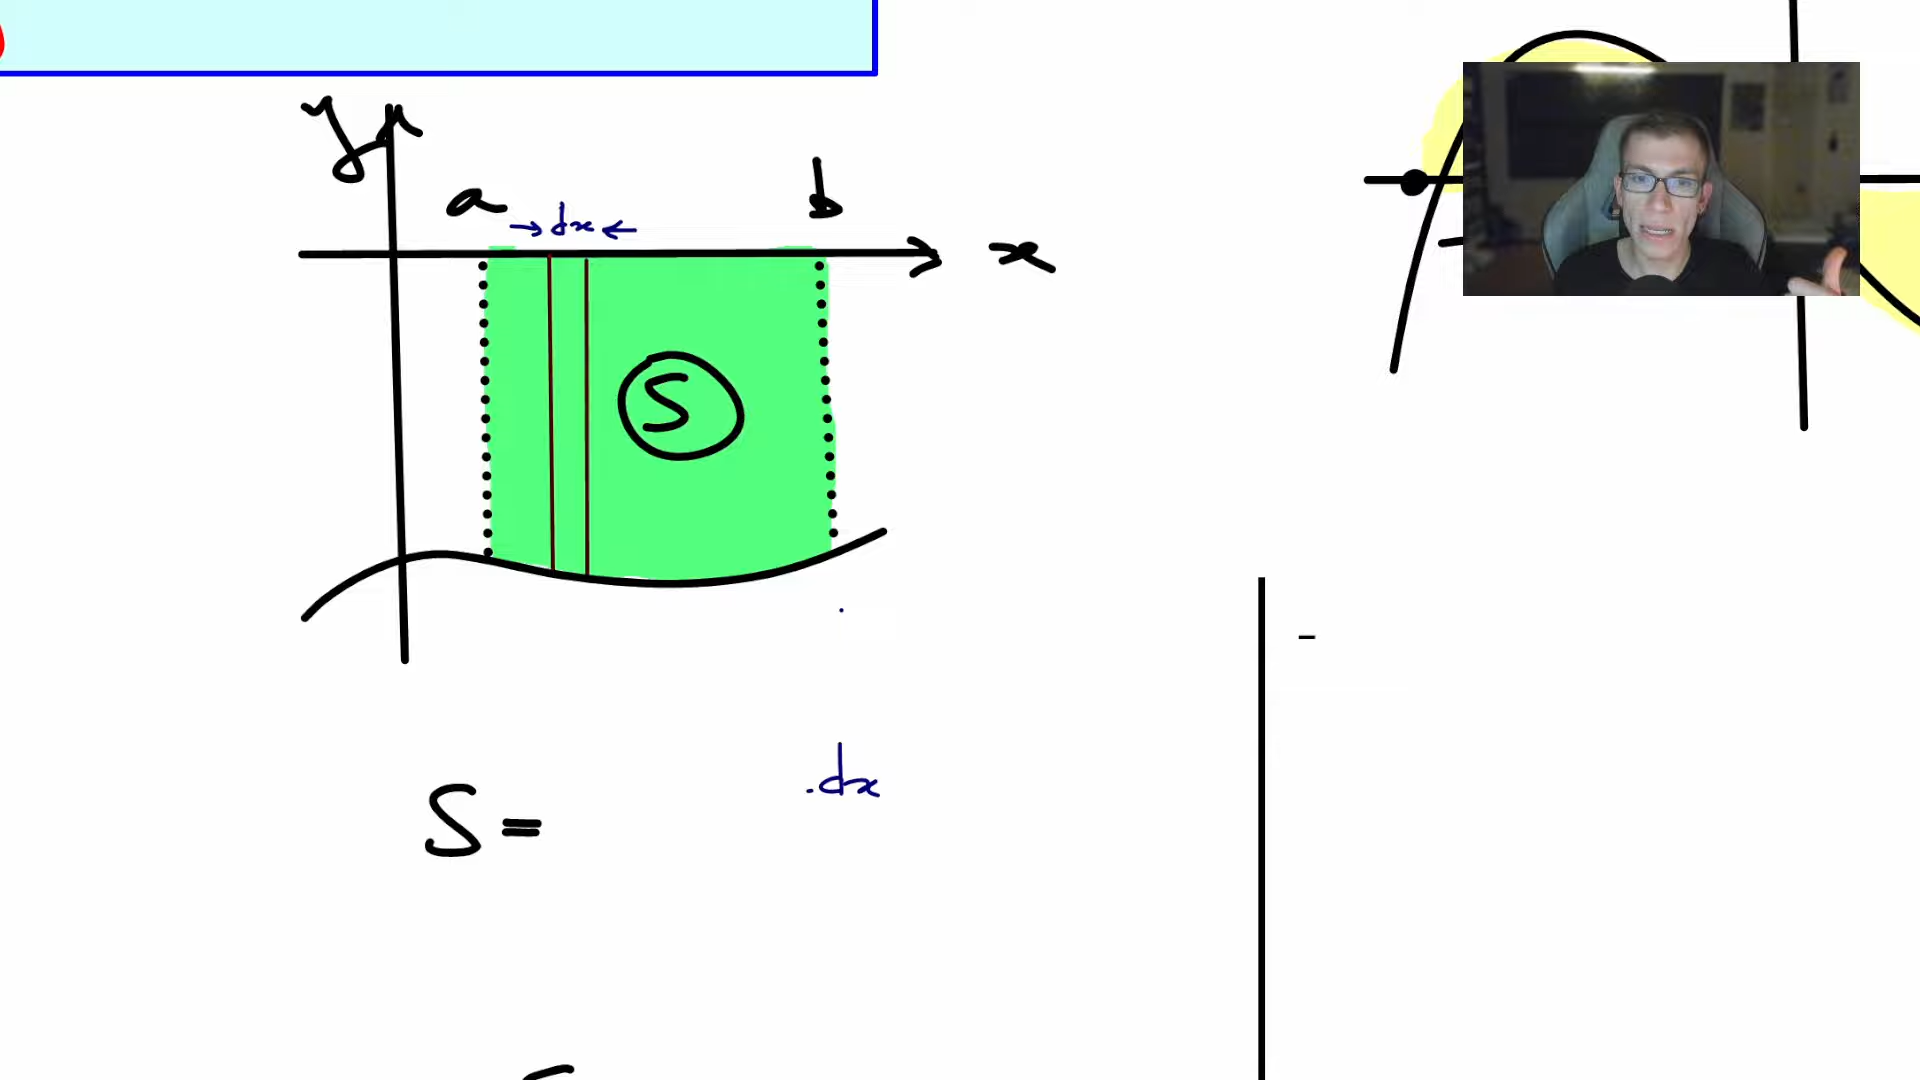 y
a b
→dx←
x
S
-
.dx
S =